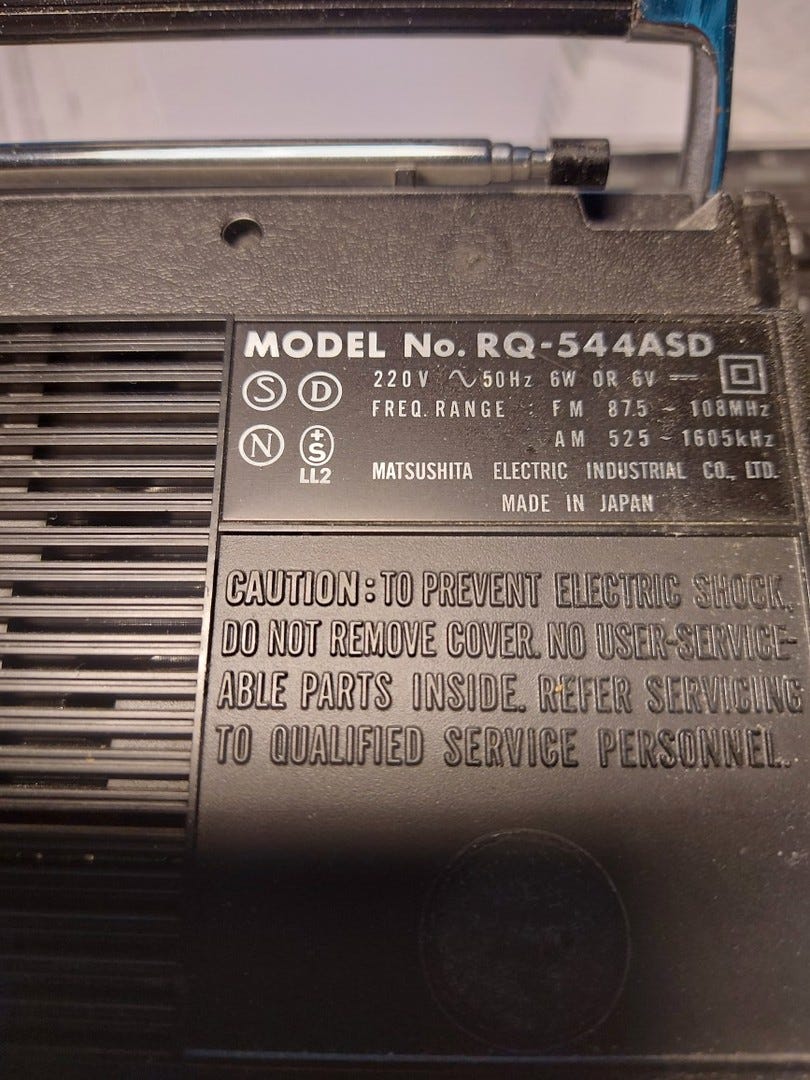 MODEL No. RQ-544ASD
S D
220V ~ 50Hz 6W OR 6V ⎓
FREQ. RANGE : FM 87.5 ~ 108MHz
N +S
AM 525 ~ 1605kHz
LL2
MATSUSHITA ELECTRIC INDUSTRIAL CO., LTD.
MADE IN JAPAN
CAUTION: TO PREVENT ELECTRIC SHOCK,
DO NOT REMOVE COVER. NO USER-SERVICE-
ABLE PARTS INSIDE. REFER SERVICING
TO QUALIFIED SERVICE PERSONNEL.